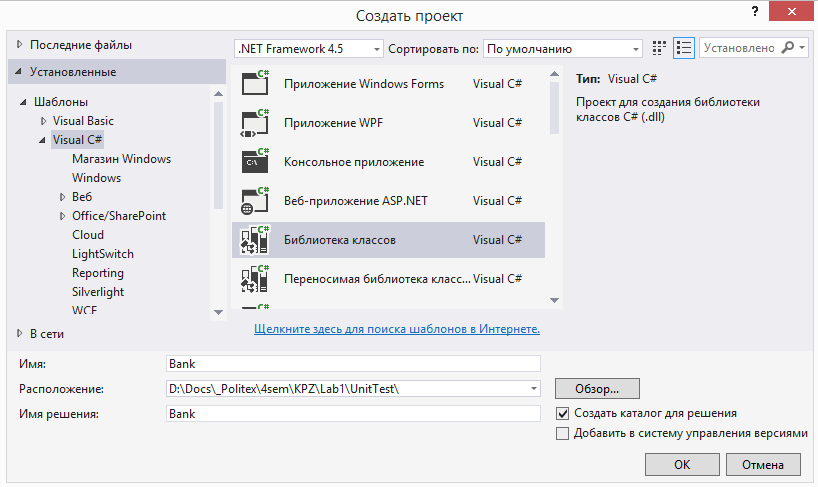 Создать проект
? ×
Последние файлы
Установленные
Шаблоны
Visual Basic
Visual C#
Магазин Windows
Windows
Веб
Office/SharePoint
Cloud
LightSwitch
Reporting
Silverlight
WCF
В сети
.NET Framework 4.5
Сортировать по: По умолчанию
Установлено
C# Приложение Windows Forms Visual C#
C# Приложение WPF Visual C#
C# Консольное приложение Visual C#
C# Веб-приложение ASP.NET Visual C#
C# Библиотека классов Visual C#
C# Переносимая библиотека класс... Visual C#
C#
Щелкните здесь для поиска шаблонов в Интернете.
Тип: Visual C#
Проект для создания библиотеки
классов C# (.dll)
Имя: Bank
Расположение: D:\Docs\_Politex\4sem\KPZ\Lab1\UnitTest\
Обзор...
Имя решения: Bank
Создать каталог для решения
Добавить в систему управления версиями
ОК Отмена